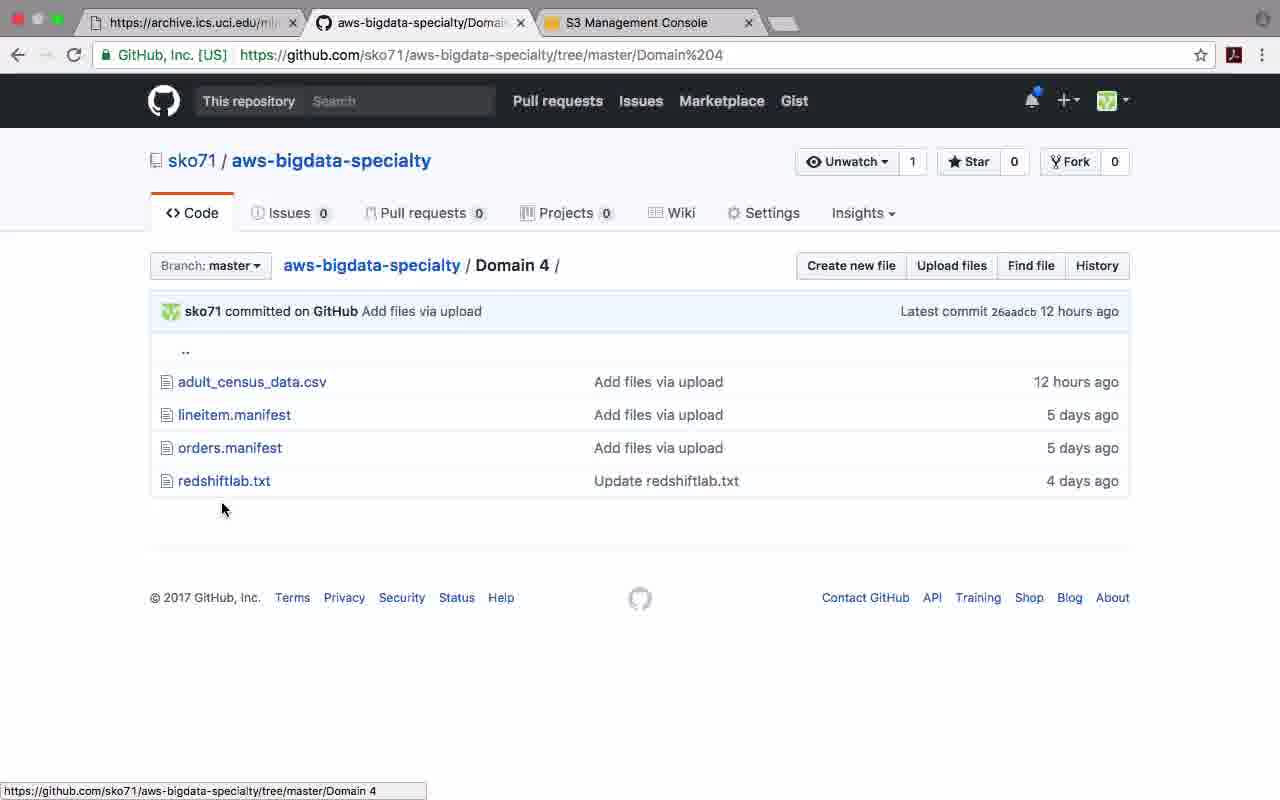 https://archive.ics.uci.edu/ml/
aws-bigdata-specialty/Domain
S3 Management Console
GitHub, Inc. [US] https://github.com/sko71/aws-bigdata-specialty/tree/master/Domain%204
This repository Search Pull requests Issues Marketplace Gist
sko71 / aws-bigdata-specialty Unwatch 1 Star 0 Fork 0
Code Issues 0 Pull requests 0 Projects 0 Wiki Settings Insights
Branch: master aws-bigdata-specialty / Domain 4 / Create new file Upload files Find file History
sko71 committed on GitHub Add files via upload Latest commit 26aadcb 12 hours ago
..
adult_census_data.csv Add files via upload 12 hours ago
lineitem.manifest Add files via upload 5 days ago
orders.manifest Add files via upload 5 days ago
redshiftlab.txt Update redshiftlab.txt 4 days ago
© 2017 GitHub, Inc. Terms Privacy Security Status Help Contact GitHub API Training Shop Blog About
https://github.com/sko71/aws-bigdata-specialty/tree/master/Domain 4